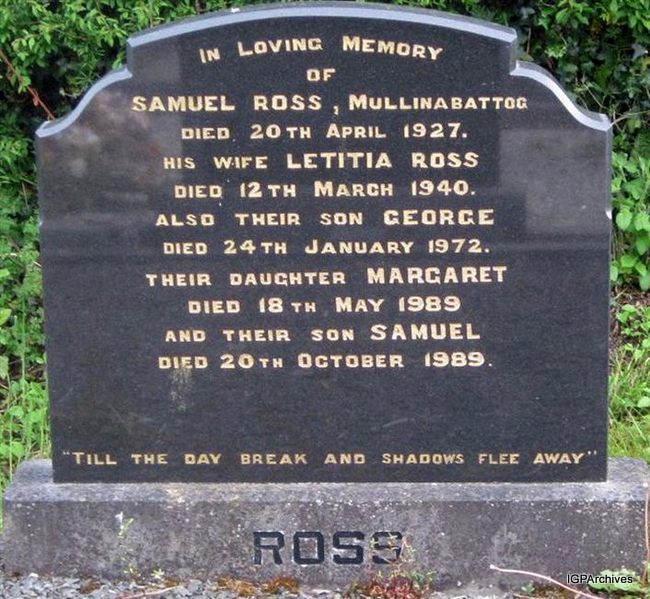 In Loving Memory
of
SAMUEL ROSS, Mullinabattog
Died 20th April 1927.
His Wife LETITIA ROSS
Died 12th March 1940.
Also Their Son GEORGE
Died 24th January 1972.
Their Daughter MARGARET
Died 18th May 1989
And Their Son SAMUEL
Died 20th October 1989.
"Till the day break and shadows flee away"
ROSS
IGPArchives